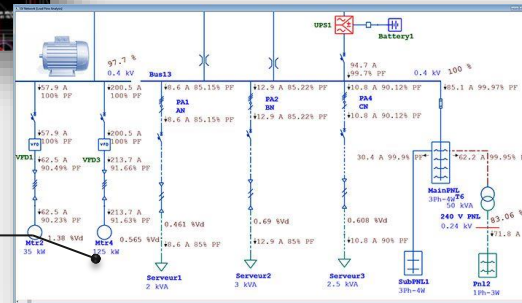 UPS1
Battery1
97.7 %
0.4 kV
Bus13
94.7 A
99.7% PF
0.4 kV
100 %
57.9 A
100% PF
200.5 A
100% PF
8.6 A 85.15% PF
12.9 A 85.22% PF
10.8 A 90.12% PF
85.1 A 99.97% PF
PA1
AN
PA2
BN
PA4
CN
57.9 A
100% PF
200.5 A
100% PF
8.6 A 85.15% PF
12.9 A 85.22% PF
10.8 A 90.12% PF
VFD1
VFD3
62.5 A
90.49% PF
213.7 A
91.66% PF
30.4 A 99.9% PF
62.2 A
99.95%
MainPNL
3Ph-4W
T6
50 kVA
240 V PNL
0.24 kV
83.06 %
71.8 A
62.5 A
90.23% PF
213.7 A
91.63% PF
0.461 %Vd
0.69 %Vd
0.608 %Vd
Mtr2
35 kW
1.38 %Vd
Mtr4
125 kW
0.565 %Vd
8.6 A 85% PF
12.9 A 85% PF
10.8 A 90% PF
Serveur1
2 kVA
Serveur2
3 kVA
Serveur3
2.5 kVA
SubPNL1
3Ph-4W
Pnl2
1Ph-3W